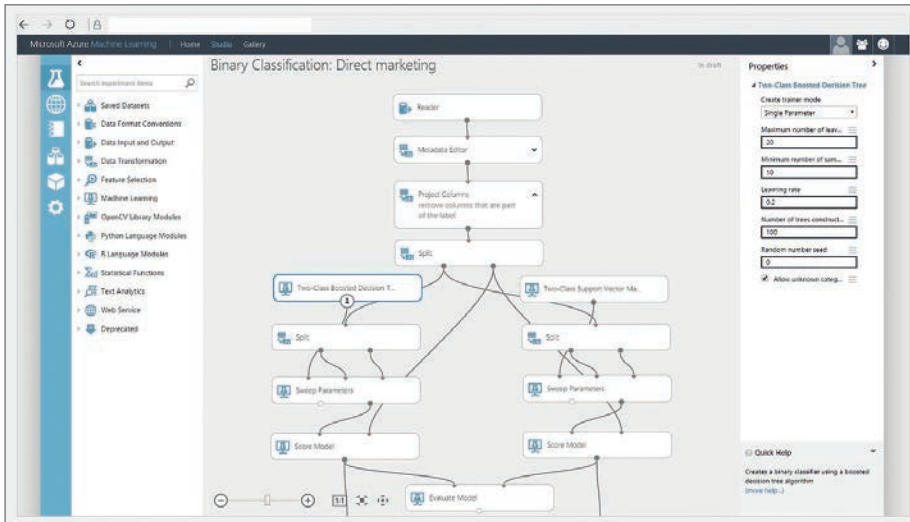 Microsoft Azure Machine Learning | Home Studio Gallery
Binary Classification: Direct marketing
In draft
Search experiment items
Saved Datasets
Data Format Conventions
Data Input and Output
Data Transformation
Feature Selection
Machine Learning
OpenCV Library Modules
Python Language Modules
R Language Modules
Statistical Functions
Text Analytics
Web Service
Deprecated
Reader
Metadata Editor
Project Columns
remove columns that are part
of the label
Split
Two-Class Boosted Decision T...
1
Two-Class Support Vector Ma...
Split
Split
Sweep Parameters
Sweep Parameters
Score Model
Score Model
1:1
Evaluate Model
Properties
Two-Class Boosted Decision Tree
Create trainer mode
Single Parameter
Maximum number of leav...
20
Minimum number of sam...
10
Learning rate
0.2
Number of trees construct...
100
Random number seed
0
Allow unknown categ...
Quick Help
Creates a binary classifier using a boosted
decision tree algorithm
(more help...)